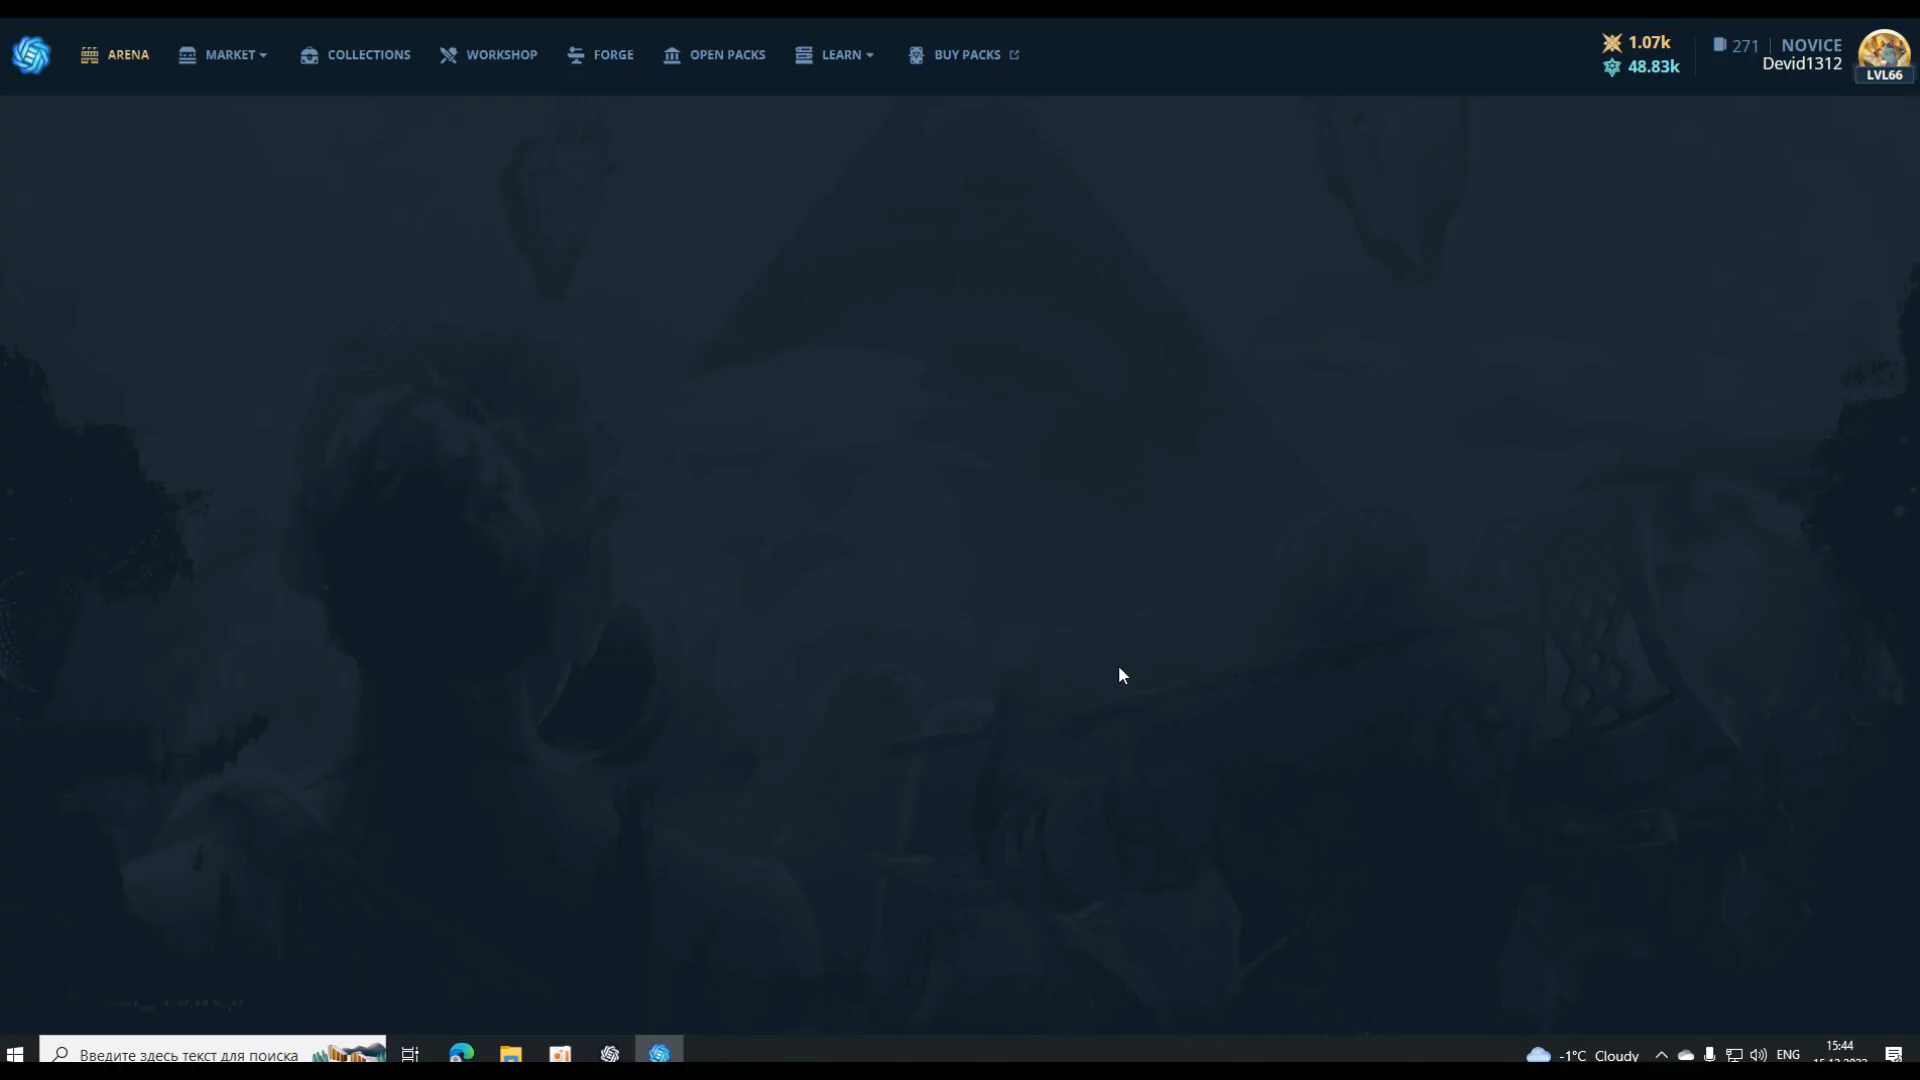 ARENA MARKET COLLECTIONS WORKSHOP FORGE OPEN PACKS LEARN BUY PACKS
1.07k 271 NOVICE
48.83k Devid1312
LVL66
Введите здесь текст для поиска -1°C Cloudy ENG 15:44